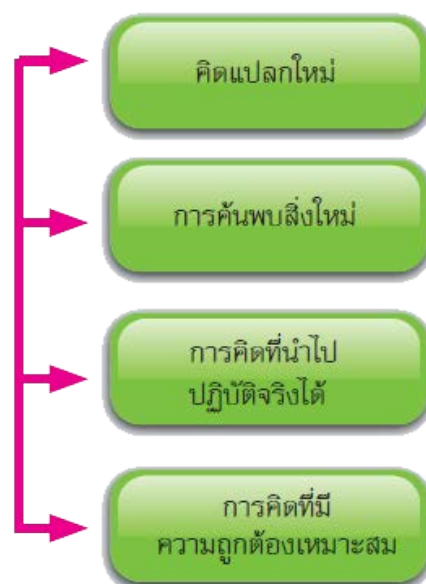 คิดแปลกใหม่
การค้นพบสิ่งใหม่
การคิดที่นำไป
ปฏิบัติจริงได้
การคิดที่มี
ความถูกต้องเหมาะสม